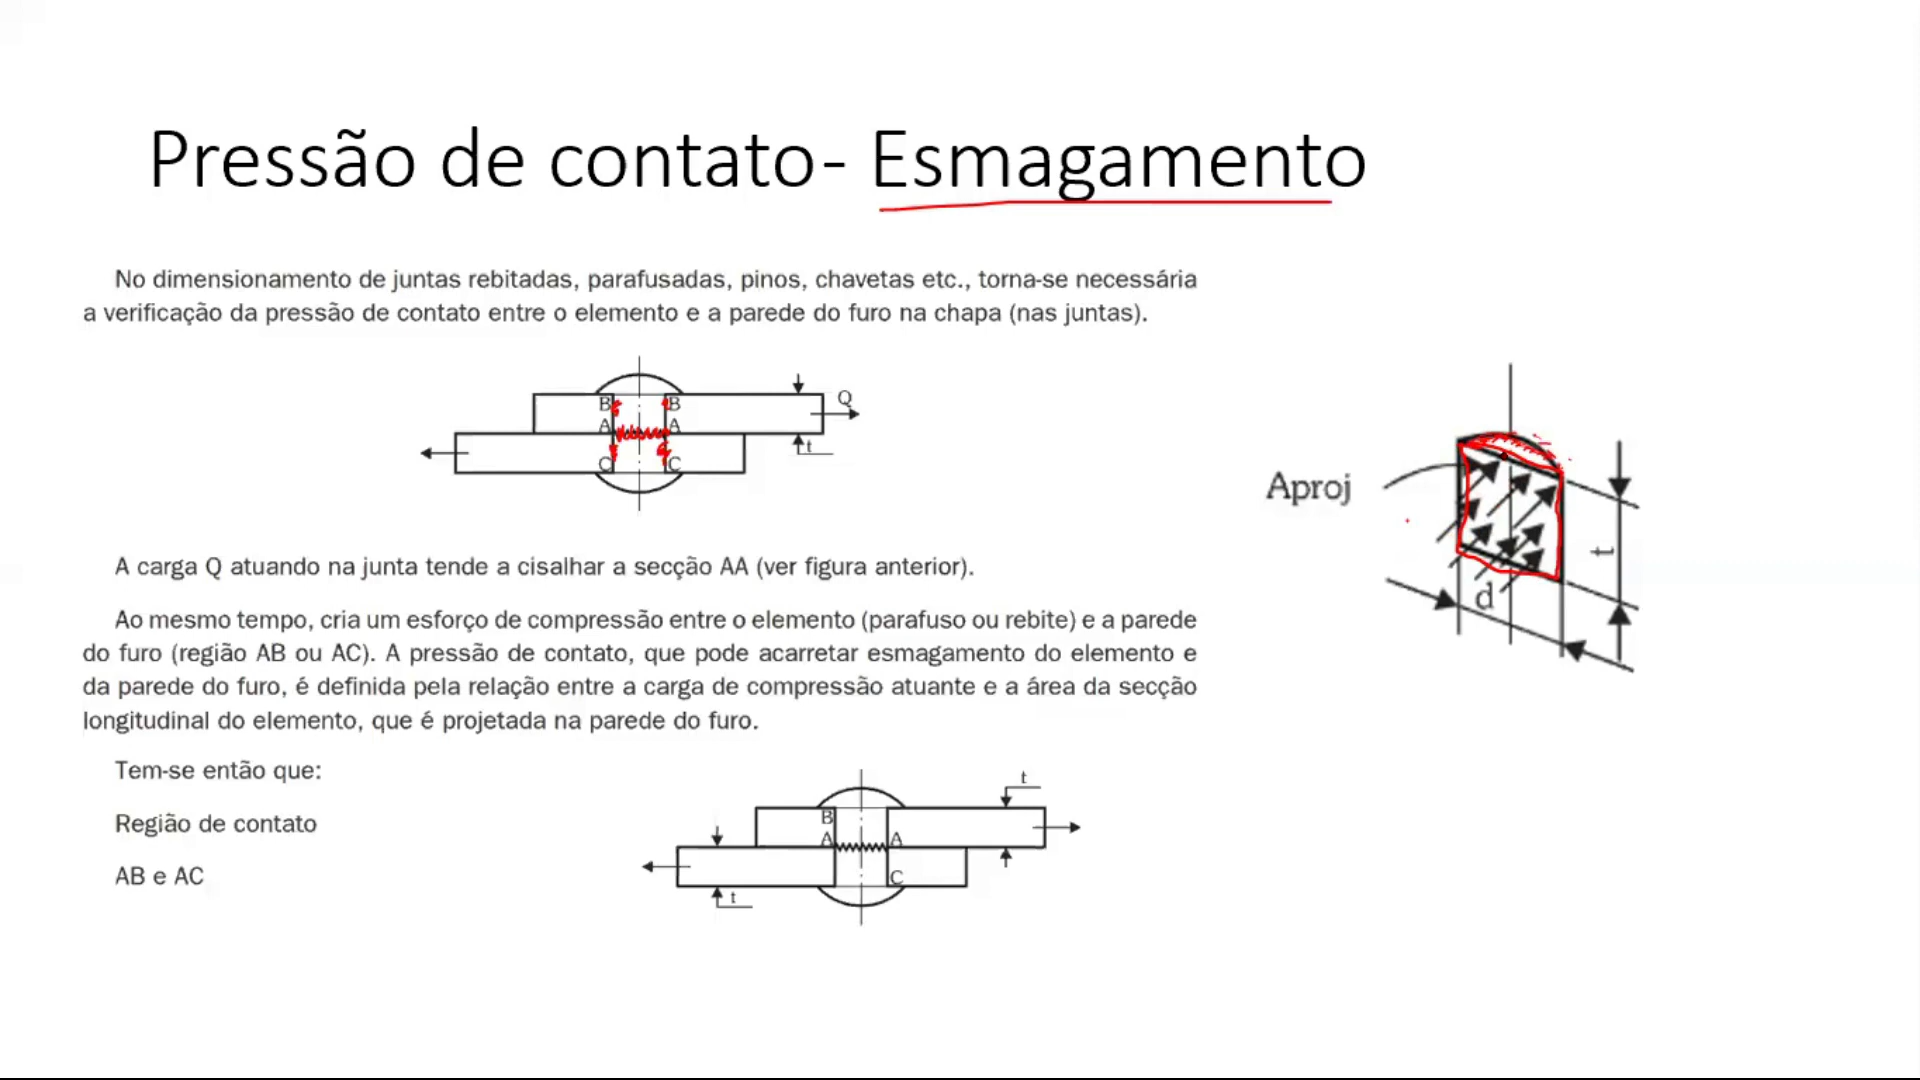 Pressão de contato- Esmagamento
No dimensionamento de juntas rebitadas, parafusadas, pinos, chavetas etc., torna-se necessária
a verificação da pressão de contato entre o elemento e a parede do furo na chapa (nas juntas).
B B Q
A A
t
C C
Aproj
t
d
A carga Q atuando na junta tende a cisalhar a secção AA (ver figura anterior).
Ao mesmo tempo, cria um esforço de compressão entre o elemento (parafuso ou rebite) e a parede
do furo (região AB ou AC). A pressão de contato, que pode acarretar esmagamento do elemento e
da parede do furo, é definida pela relação entre a carga de compressão atuante e a área da secção
longitudinal do elemento, que é projetada na parede do furo.
Tem-se então que:
Região de contato
AB e AC
t
B
A A
C
t